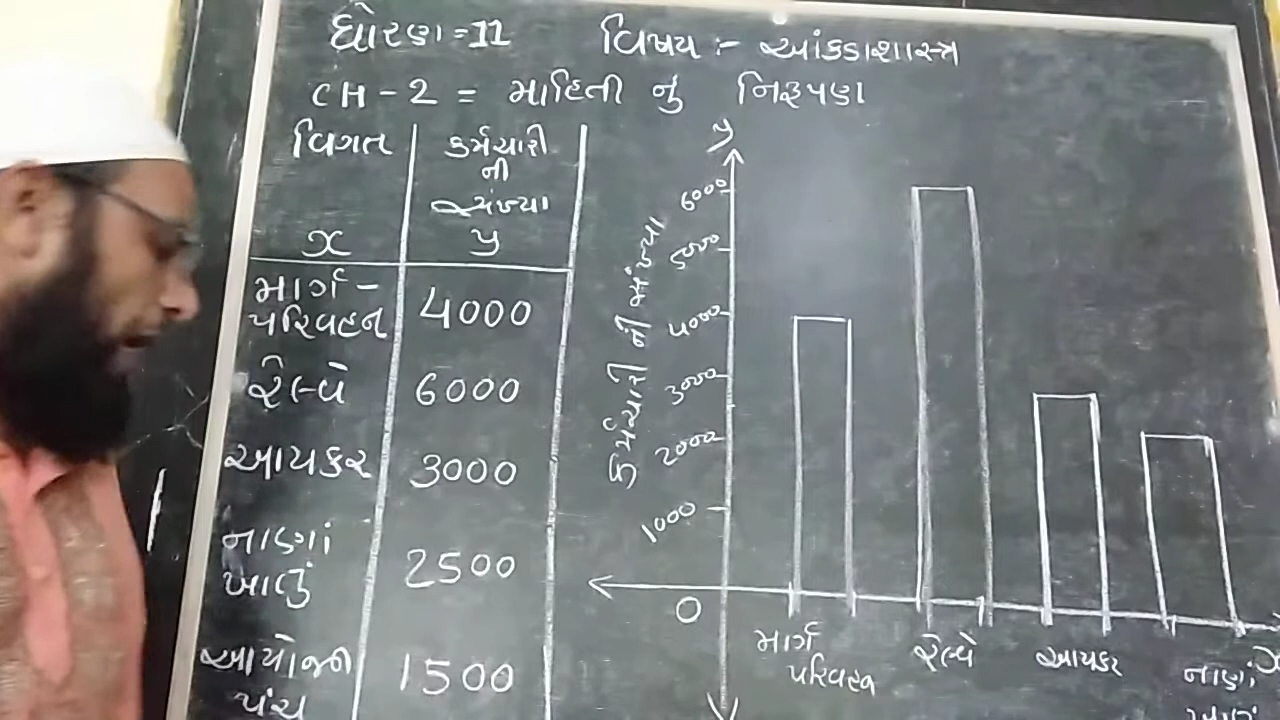 ધોરણ = 11 વિષય :- આંકડાશાસ્ત્ર
CH - 2 = માહિતી નું નિરૂપણ
વિગત કર્મચારી
ની
સંખ્યા
x y
માર્ગ -
પરિવહન 4000
રેલ્વે 6000
આયકર 3000
નાણાં
ખાતું 2500
આયોજન
પંચ 1500
y
કર્મચારી ની સંખ્યા
6000
5000
4000
3000
2000
1000
0
માર્ગ
પરિવહન
રેલ્વે
આયકર
નાણાં
x